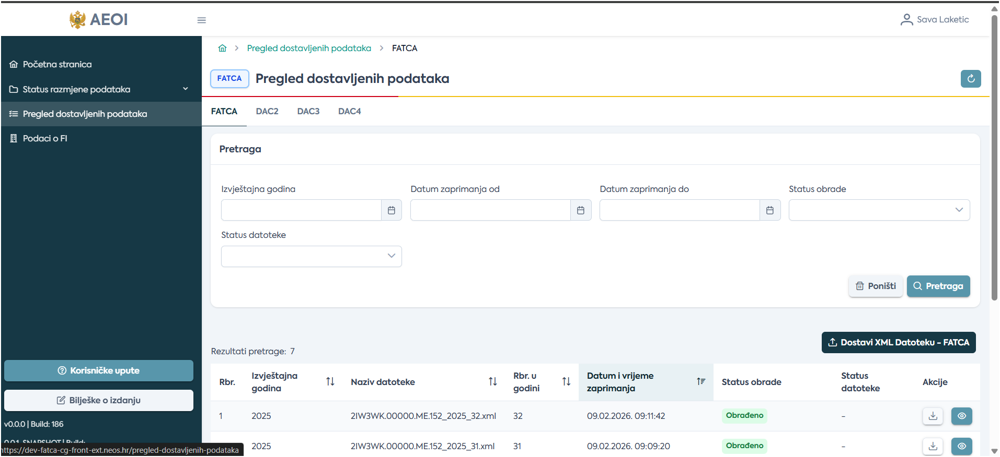 AEOI
Sava Laketic
Početna stranica
Status razmjene podataka
Pregled dostavljenih podataka
Podaci o FI
Korisničke upute
Bilješke o izdanju
v0.0.0 | Build: 186
0.0.1-SNAPSHOT | Build:
https://dev-fatca-cg-front-ext.neos.hr/pregled-dostavljenih-podataka
Pregled dostavljenih podataka > FATCA
FATCA Pregled dostavljenih podataka
FATCA DAC2 DAC3 DAC4
Pretraga
Izvještajna godina Datum zaprimanja od Datum zaprimanja do Status obrade
Status datoteke
Poništi Pretraga
Dostavi XML Datoteku - FATCA
Rezultati pretrage: 7
Rbr. Izvještajna godina Naziv datoteke Rbr. u godini Datum i vrijeme zaprimanja Status obrade Status datoteke Akcije
1 2025 2IW3WK.00000.ME.152_2025_32.xml 32 09.02.2026. 09:11:42 Obrađeno -
2025 2IW3WK.00000.ME.152_2025_31.xml 31 09.02.2026. 09:09:20 Obrađeno -